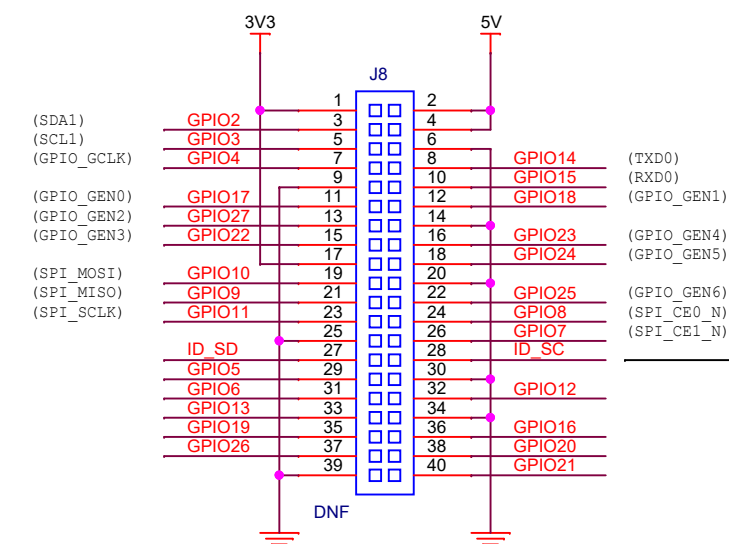 3V3 5V
J8
1 2
(SDA1) GPIO2 3 4
(SCL1) GPIO3 5 6
(GPIO_GCLK) GPIO4 7 8 GPIO14 (TXD0)
9 10 GPIO15 (RXD0)
(GPIO_GEN0) GPIO17 11 12 GPIO18 (GPIO_GEN1)
(GPIO_GEN2) GPIO27 13 14
(GPIO_GEN3) GPIO22 15 16 GPIO23 (GPIO_GEN4)
17 18 GPIO24 (GPIO_GEN5)
(SPI_MOSI) GPIO10 19 20
(SPI_MISO) GPIO9 21 22 GPIO25 (GPIO_GEN6)
(SPI_SCLK) GPIO11 23 24 GPIO8 (SPI_CE0_N)
25 26 GPIO7 (SPI_CE1_N)
ID_SD 27 28 ID_SC
GPIO5 29 30
GPIO6 31 32 GPIO12
GPIO13 33 34
GPIO19 35 36 GPIO16
GPIO26 37 38 GPIO20
39 40 GPIO21
DNF